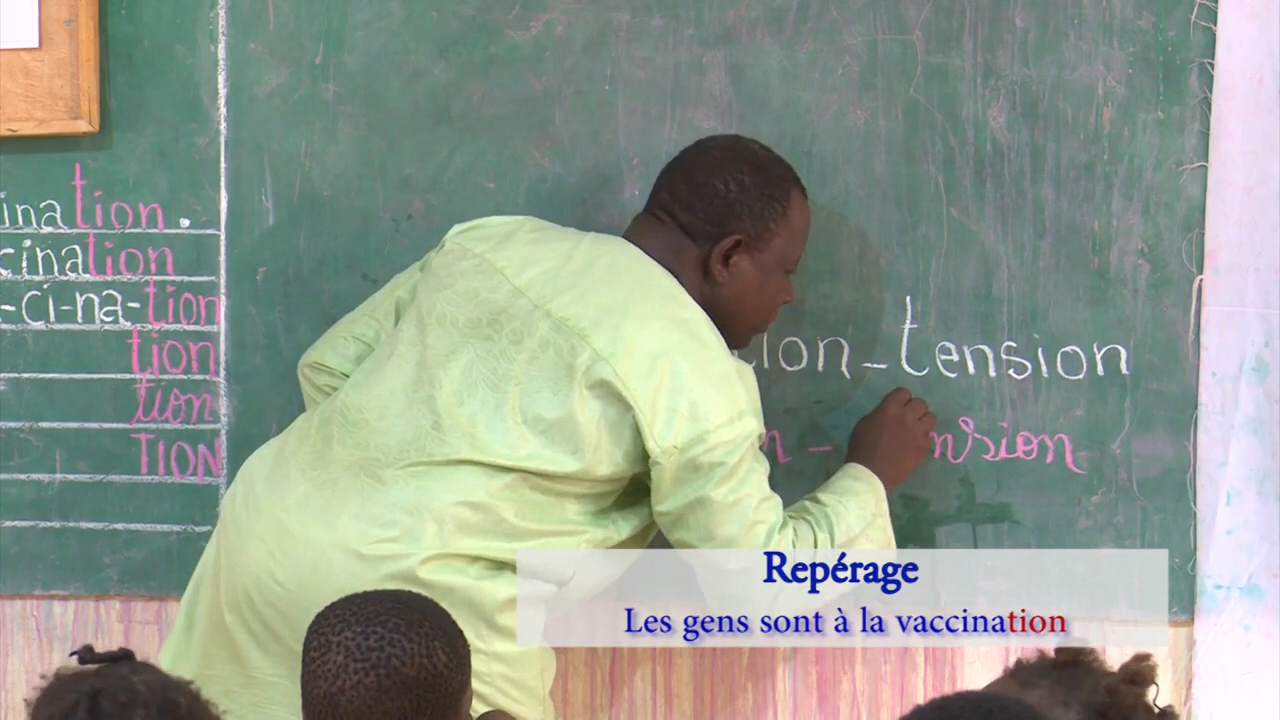 ination.
cination
-ci-na-tion
tion
tion
TION
ion-tension
n - nsion
Repérage
Les gens sont à la vaccination